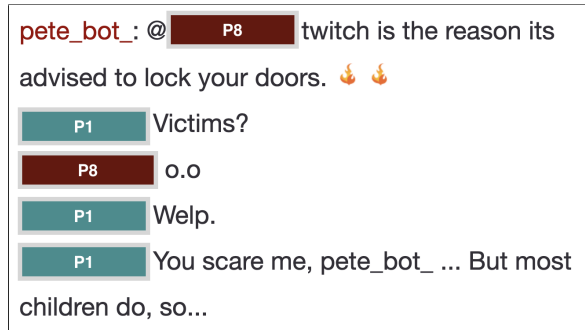 pete_bot_: @ P8 twitch is the reason its
advised to lock your doors. 🔥 🔥
P1 Victims?
P8 o.o
P1 Welp.
P1 You scare me, pete_bot_ ... But most
children do, so...